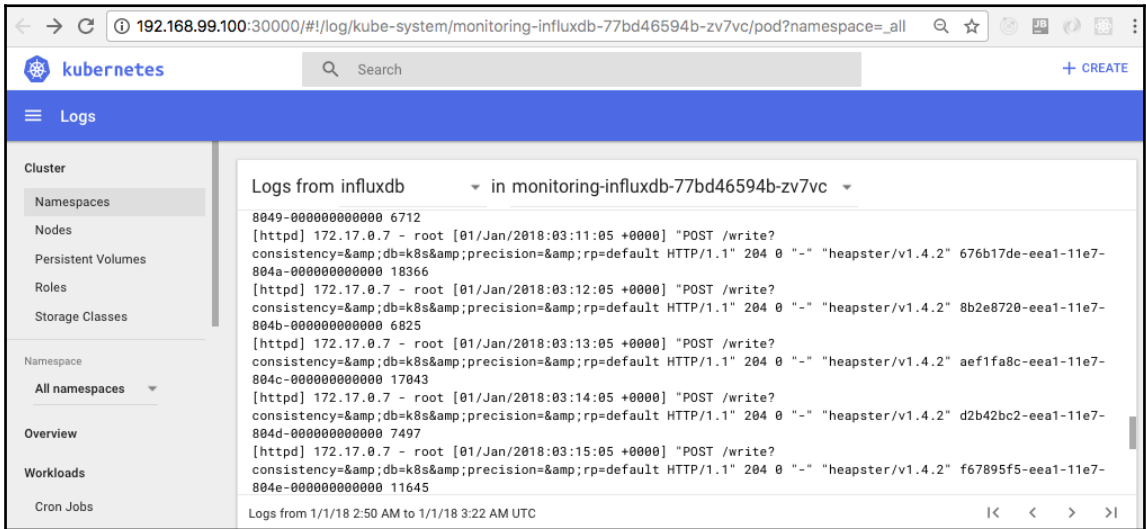 192.168.99.100:30000/#!/log/kube-system/monitoring-influxdb-77bd46594b-zv7vc/pod?namespace=_all
JB
kubernetes
Search
+ CREATE
Logs
Cluster
Namespaces
Nodes
Persistent Volumes
Roles
Storage Classes
Namespace
All namespaces
Overview
Workloads
Cron Jobs
Logs from influxdb in monitoring-influxdb-77bd46594b-zv7vc
8049-000000000000 6712
[httpd] 172.17.0.7 - root [01/Jan/2018:03:11:05 +0000] "POST /write?
consistency=&amp;db=k8s&amp;precision=&amp;rp=default HTTP/1.1" 204 0 "-" "heapster/v1.4.2" 676b17de-eea1-11e7-
804a-000000000000 18366
[httpd] 172.17.0.7 - root [01/Jan/2018:03:12:05 +0000] "POST /write?
consistency=&amp;db=k8s&amp;precision=&amp;rp=default HTTP/1.1" 204 0 "-" "heapster/v1.4.2" 8b2e8720-eea1-11e7-
804b-000000000000 6825
[httpd] 172.17.0.7 - root [01/Jan/2018:03:13:05 +0000] "POST /write?
consistency=&amp;db=k8s&amp;precision=&amp;rp=default HTTP/1.1" 204 0 "-" "heapster/v1.4.2" aef1fa8c-eea1-11e7-
804c-000000000000 17043
[httpd] 172.17.0.7 - root [01/Jan/2018:03:14:05 +0000] "POST /write?
consistency=&amp;db=k8s&amp;precision=&amp;rp=default HTTP/1.1" 204 0 "-" "heapster/v1.4.2" d2b42bc2-eea1-11e7-
804d-000000000000 7497
[httpd] 172.17.0.7 - root [01/Jan/2018:03:15:05 +0000] "POST /write?
consistency=&amp;db=k8s&amp;precision=&amp;rp=default HTTP/1.1" 204 0 "-" "heapster/v1.4.2" f67895f5-eea1-11e7-
804e-000000000000 11645
Logs from 1/1/18 2:50 AM to 1/1/18 3:22 AM UTC